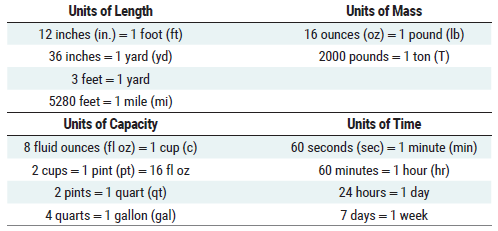 Units of Length
Units of Mass
12 inches (in.) = 1 foot (ft)
16 ounces (oz) = 1 pound (lb)
36 inches = 1 yard (yd)
2000 pounds = 1 ton (T)
3 feet = 1 yard
5280 feet = 1 mile (mi)
Units of Capacity
Units of Time
8 fluid ounces (fl oz) = 1 cup (c)
60 seconds (sec) = 1 minute (min)
2 cups = 1 pint (pt) = 16 fl oz
60 minutes = 1 hour (hr)
2 pints = 1 quart (qt)
24 hours = 1 day
4 quarts = 1 gallon (gal)
7 days = 1 week